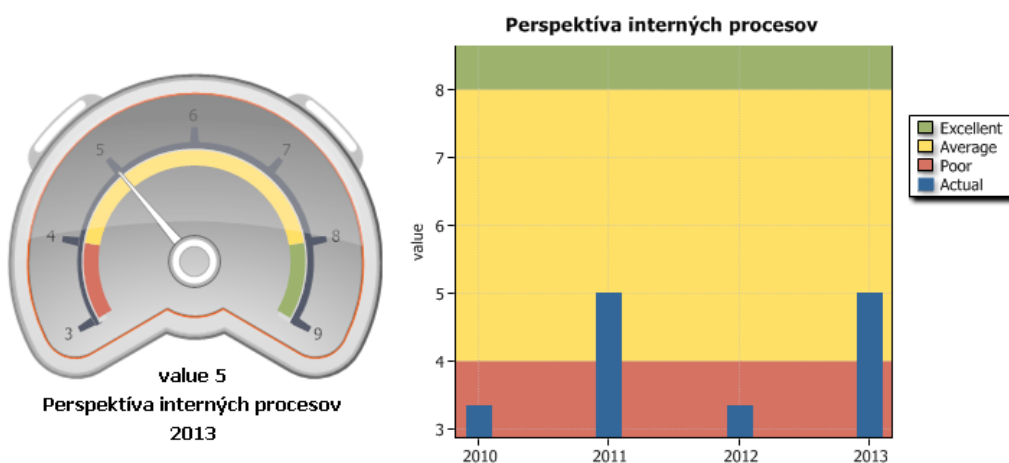 6
5
7
4
8
3
9
value 5
Perspektíva interných procesov
2013
Perspektíva interných procesov
8
7
6
5
4
3
value
2010 2011 2012 2013
Excellent
Average
Poor
Actual